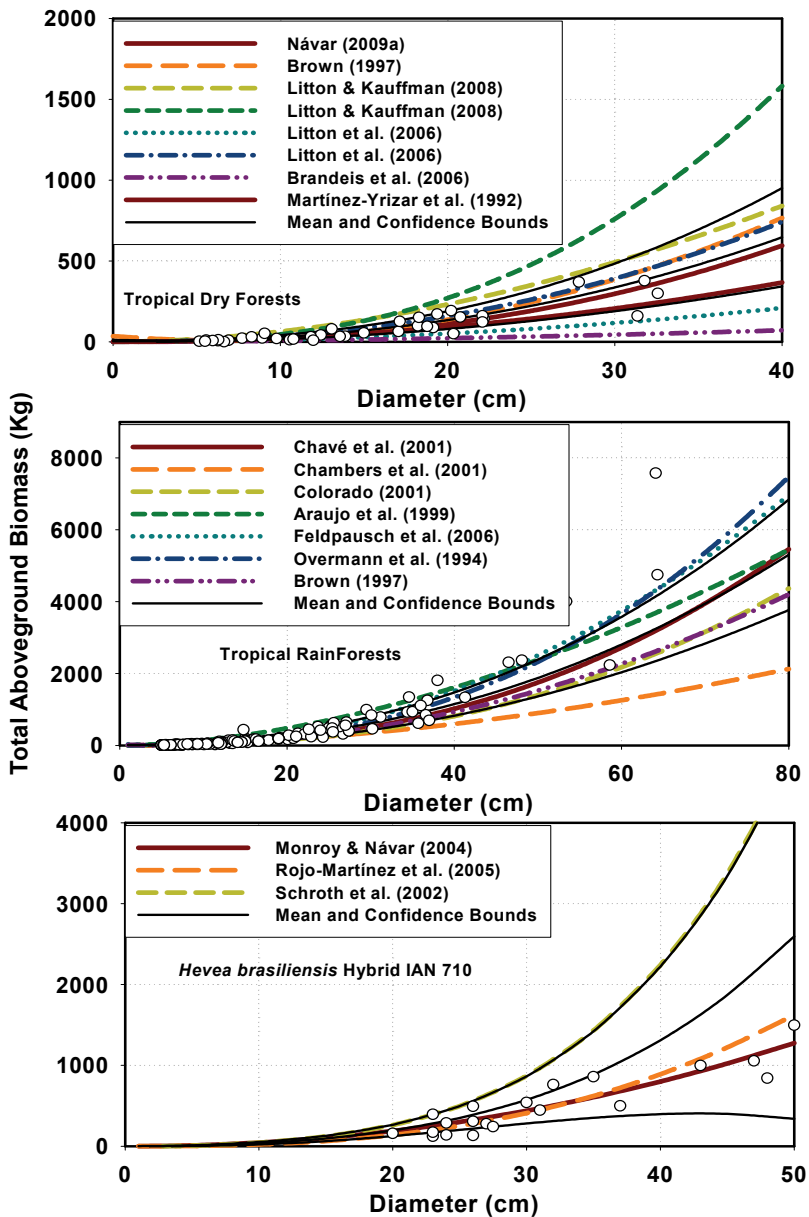 Total Aboveground Biomass (Kg)
2000
1500
1000
500
0
Návar (2009a)
Brown (1997)
Litton & Kauffman (2008)
Litton & Kauffman (2008)
Litton et al. (2006)
Litton et al. (2006)
Brandeis et al. (2006)
Martínez-Yrizar et al. (1992)
Mean and Confidence Bounds
Tropical Dry Forests
0 10 20 30 40
Diameter (cm)
8000
6000
4000
2000
0
Chavé et al. (2001)
Chambers et al. (2001)
Colorado (2001)
Araujo et al. (1999)
Feldpausch et al. (2006)
Overmann et al. (1994)
Brown (1997)
Mean and Confidence Bounds
Tropical RainForests
0 20 40 60 80
Diameter (cm)
4000
3000
2000
1000
0
Monroy & Návar (2004)
Rojo-Martínez et al. (2005)
Schroth et al. (2002)
Mean and Confidence Bounds
Hevea brasiliensis Hybrid IAN 710
0 10 20 30 40 50
Diameter (cm)